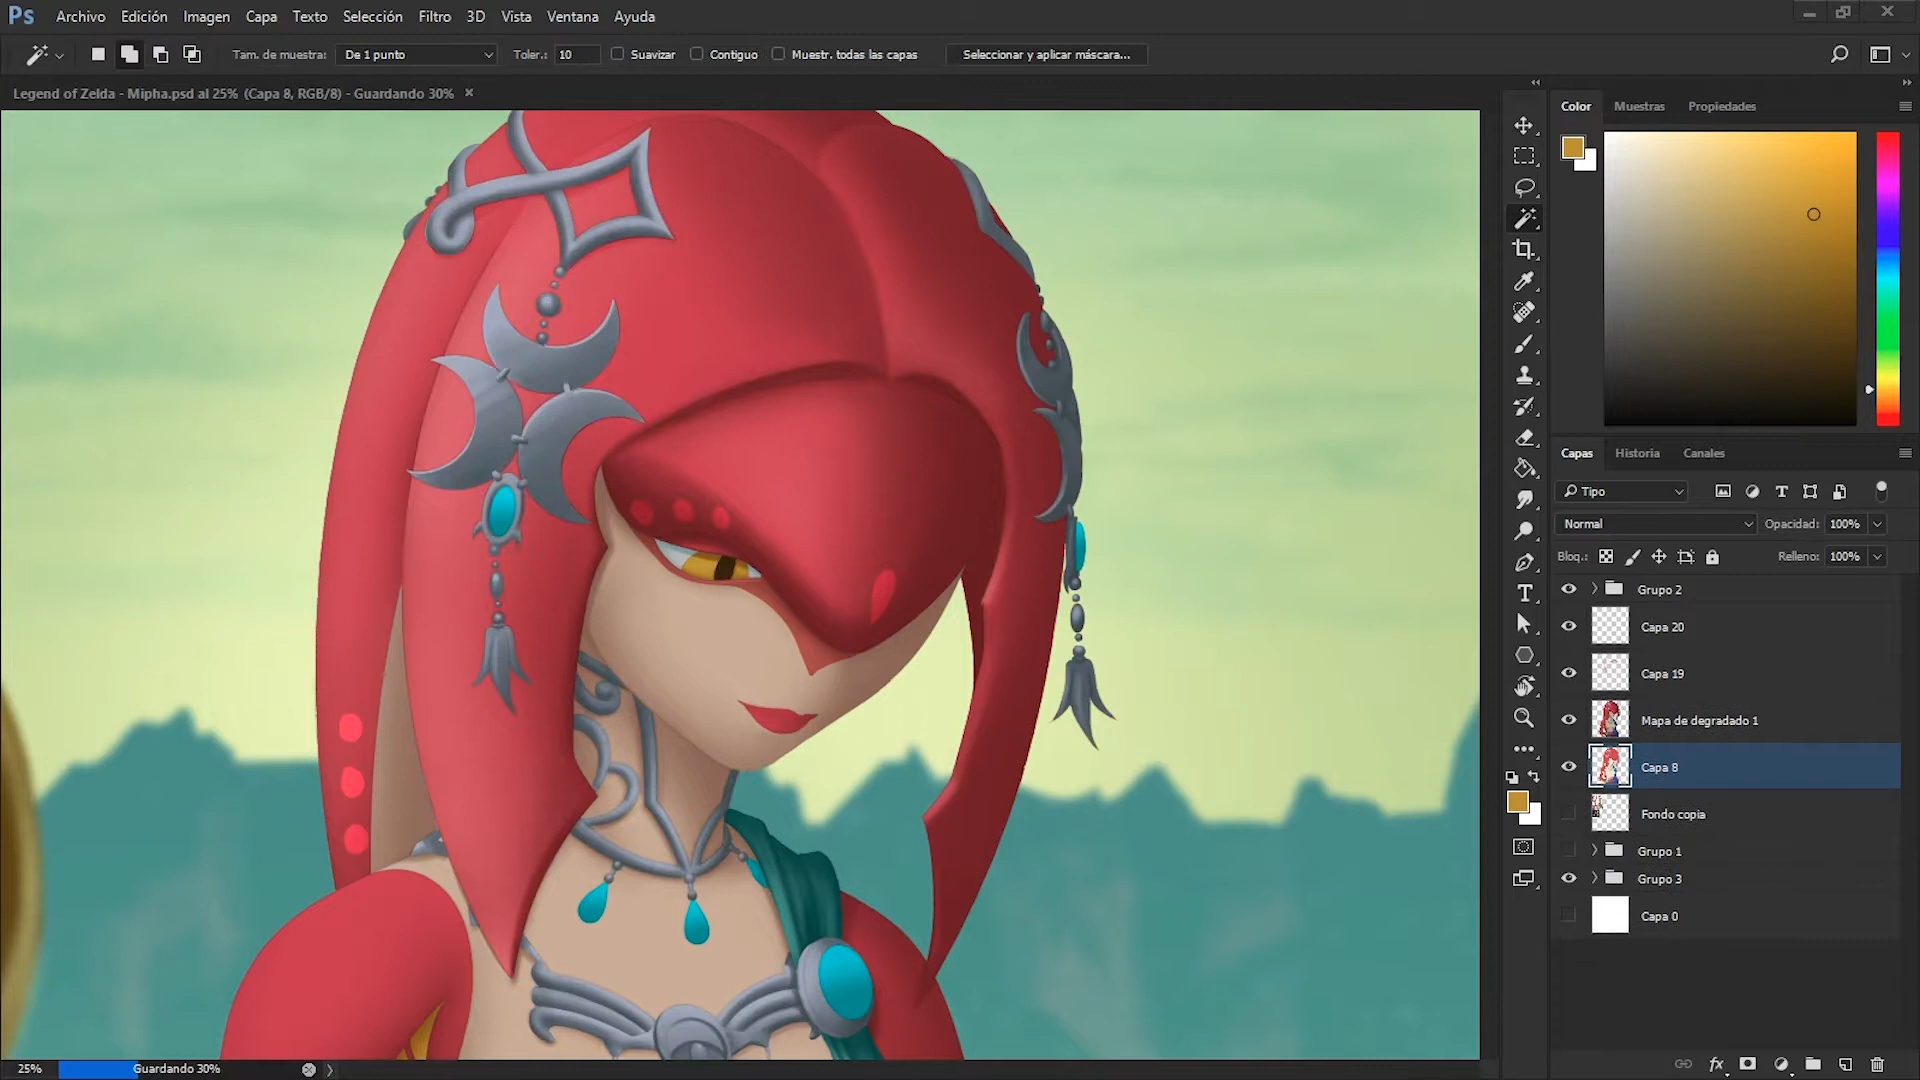 Ps Archivo Edición Imagen Capa Texto Selección Filtro 3D Vista Ventana Ayuda
Tam. de muestra: De 1 punto Toler.: 10 Suavizar Contiguo Muestr. todas las capas Seleccionar y aplicar máscara...
Legend of Zelda - Mipha.psd al 25% (Capa 8, RGB/8) - Guardando 30% ×
Color Muestras Propiedades
Capas Historia Canales
Tipo
Normal Opacidad: 100%
Bloq.: Relleno: 100%
Grupo 2
Capa 20
Capa 19
Mapa de degradado 1
Capa 8
Fondo copia
Grupo 1
Grupo 3
Capa 0
25% Guardando 30%
fx